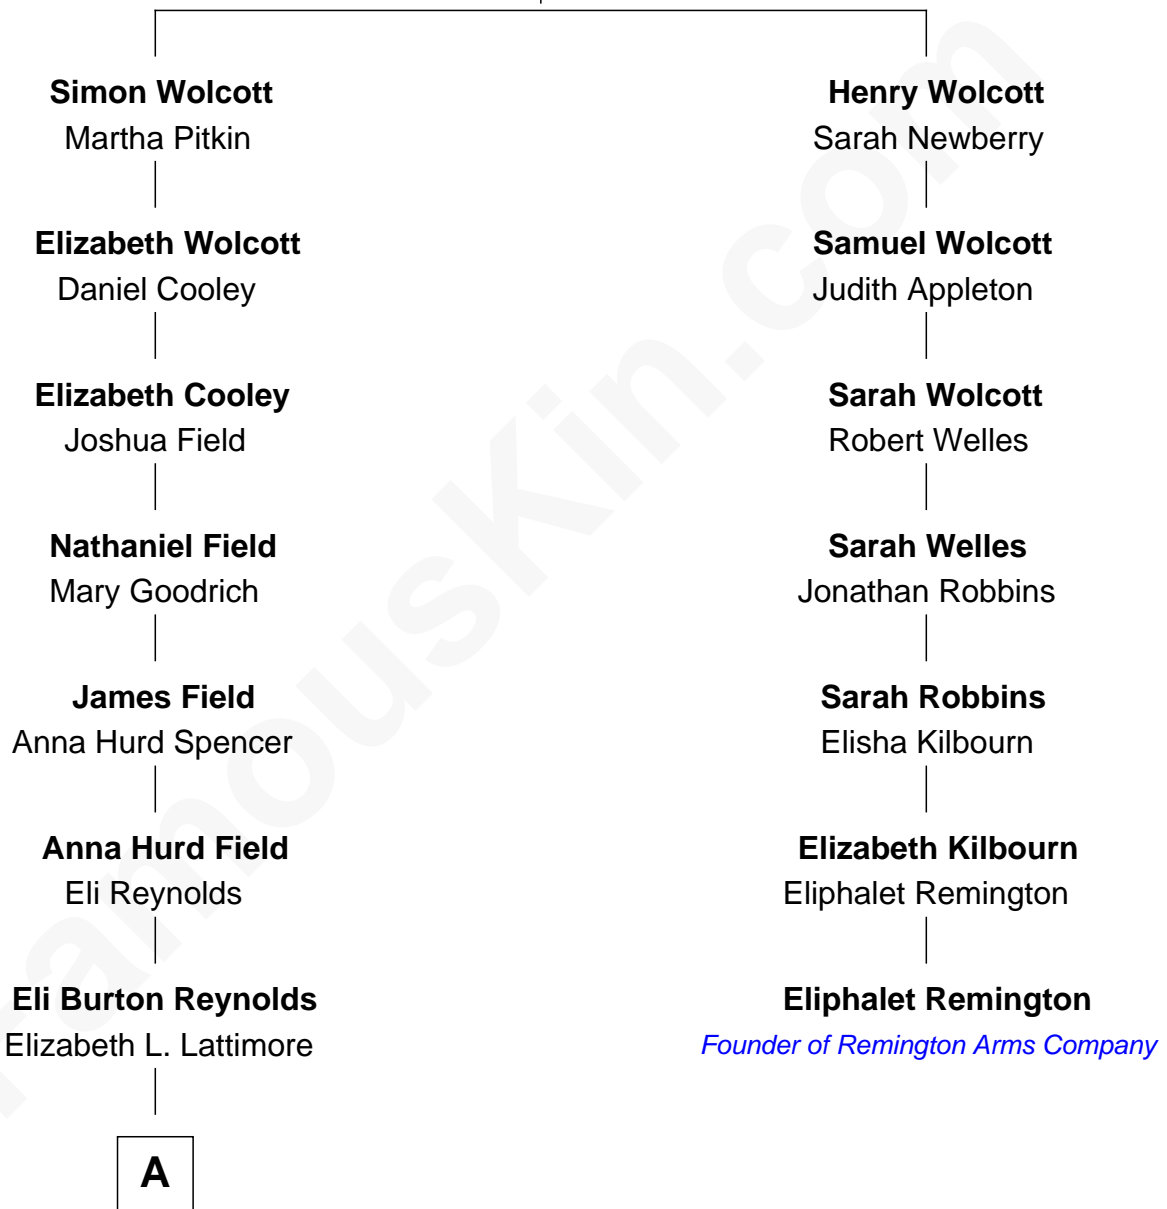 Simon Wolcott
Martha Pitkin
Elizabeth Wolcott
Daniel Cooley
Elizabeth Cooley
Joshua Field
Nathaniel Field
Mary Goodrich
James Field
Anna Hurd Spencer
Anna Hurd Field
Eli Reynolds
Eli Burton Reynolds
Elizabeth L. Lattimore
A
Henry Wolcott
Sarah Newberry
Samuel Wolcott
Judith Appleton
Sarah Wolcott
Robert Welles
Sarah Welles
Jonathan Robbins
Sarah Robbins
Elisha Kilbourn
Elizabeth Kilbourn
Eliphalet Remington
Eliphalet Remington
Founder of Remington Arms Company
FamousKin.com